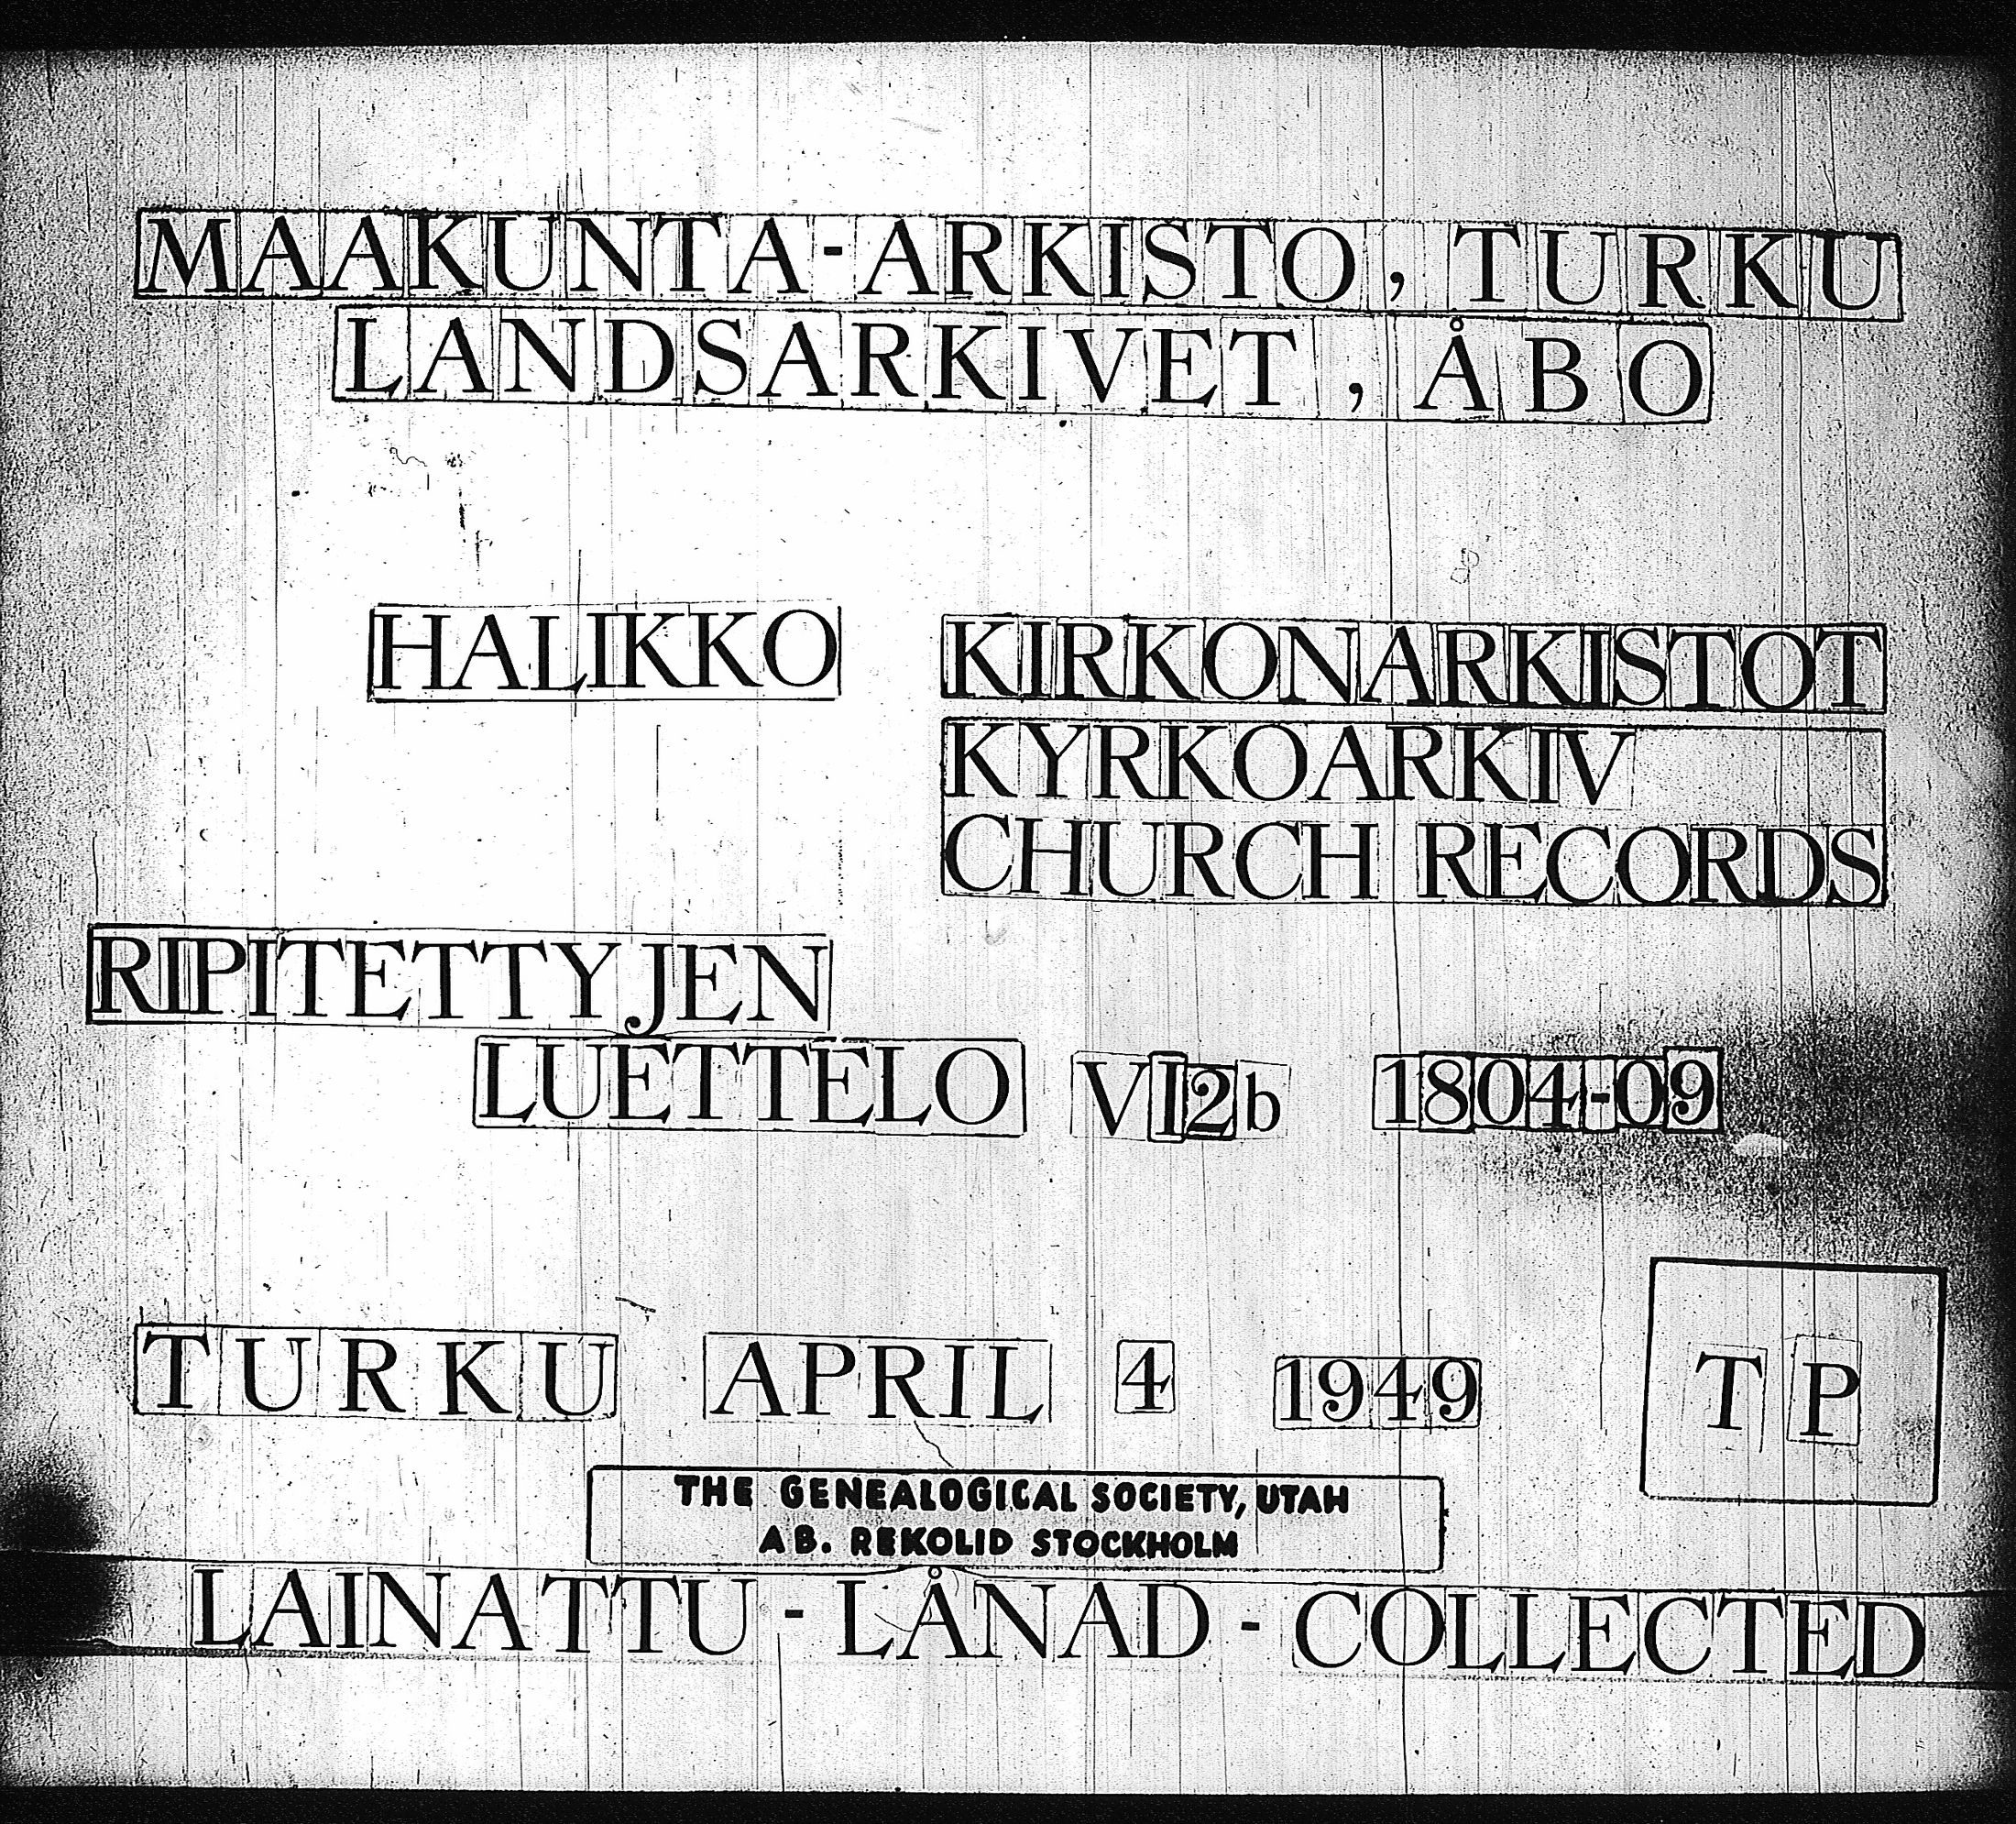 MAAKUNTA-ARKISTO, TURKU
LANDSARKIVET, ÅBO
HALIKKO KIRKONARKISTOT
KYRKOARKIV
CHURCH RECORDS
RIPITETTYJEN
LUETTELO VI2b 1804-09
TURKU APRIL 4 1949 TP
THE GENEALOGICAL SOCIETY, UTAH
AB. REKOLID STOCKHOLM
LAINATTU - LÅNAD - COLLECTED